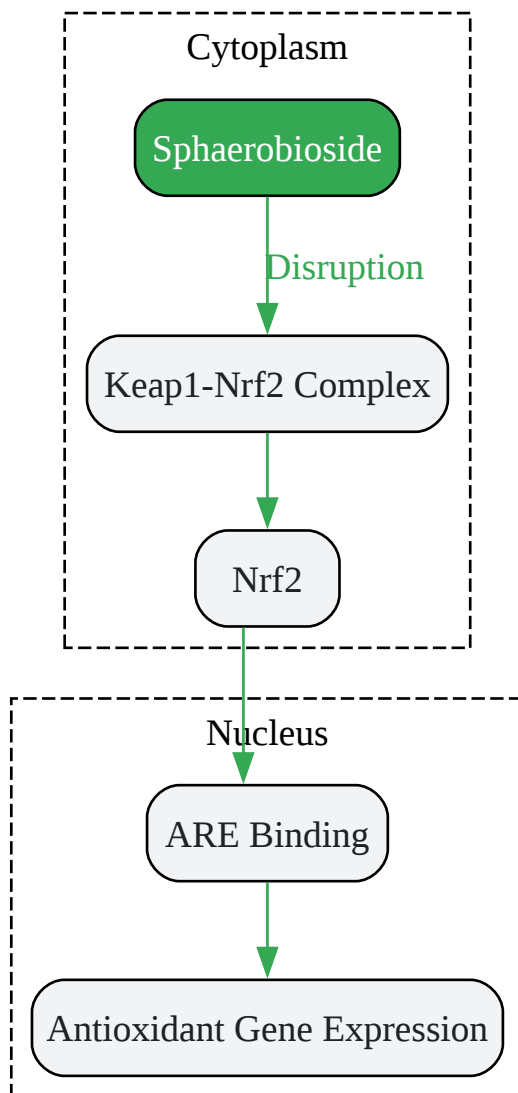 Cytoplasm
Sphaerobioside
Disruption
Keap1-Nrf2 Complex
Nrf2
Nucleus
ARE Binding
Antioxidant Gene Expression